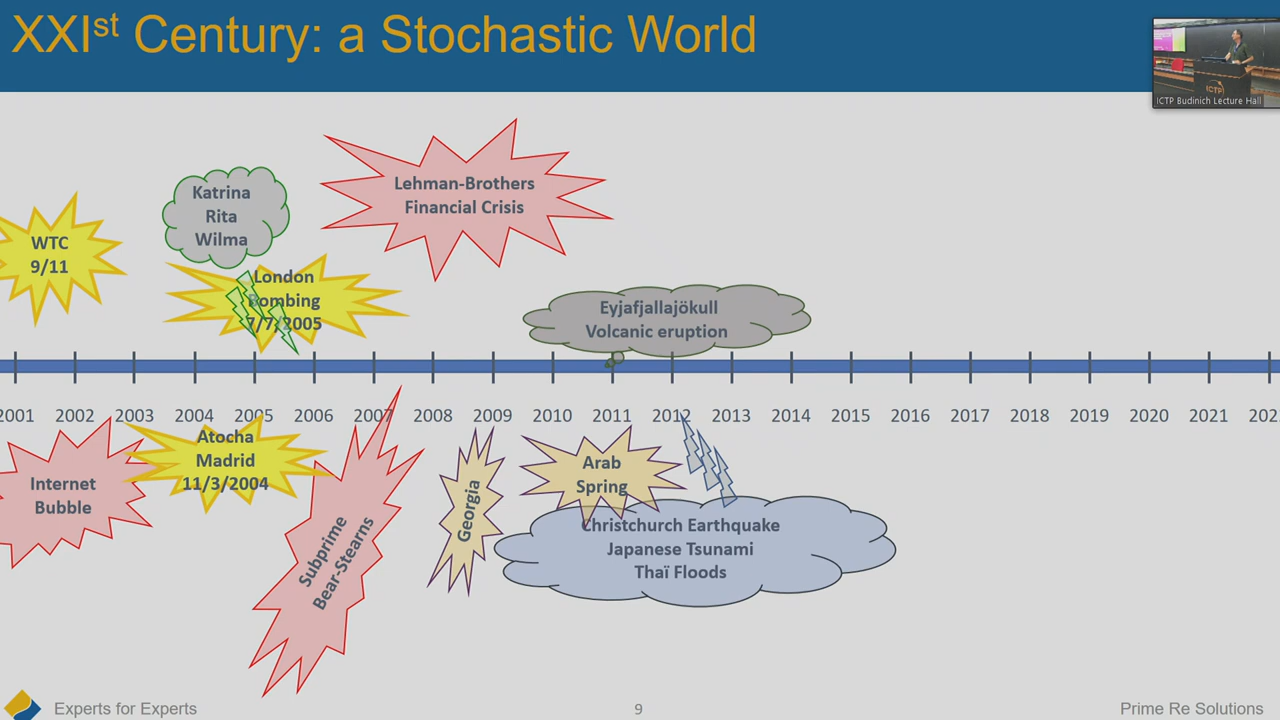 XXIst Century: a Stochastic World
ICTP
ICTP Budinich Lecture Hall
WTC
9/11
Katrina
Rita
Wilma
London
Bombing
7/7/2005
Lehman-Brothers
Financial Crisis
Eyjafjallajökull
Volcanic eruption
2001 2002 2003 2004 2005 2006 2007 2008 2009 2010 2011 2012 2013 2014 2015 2016 2017 2018 2019 2020 2021 202
Internet
Bubble
Atocha
Madrid
11/3/2004
Subprime
Bear-Stearns
Georgia
Arab
Spring
Christchurch Earthquake
Japanese Tsunami
Thaï Floods
Experts for Experts
9
Prime Re Solutions